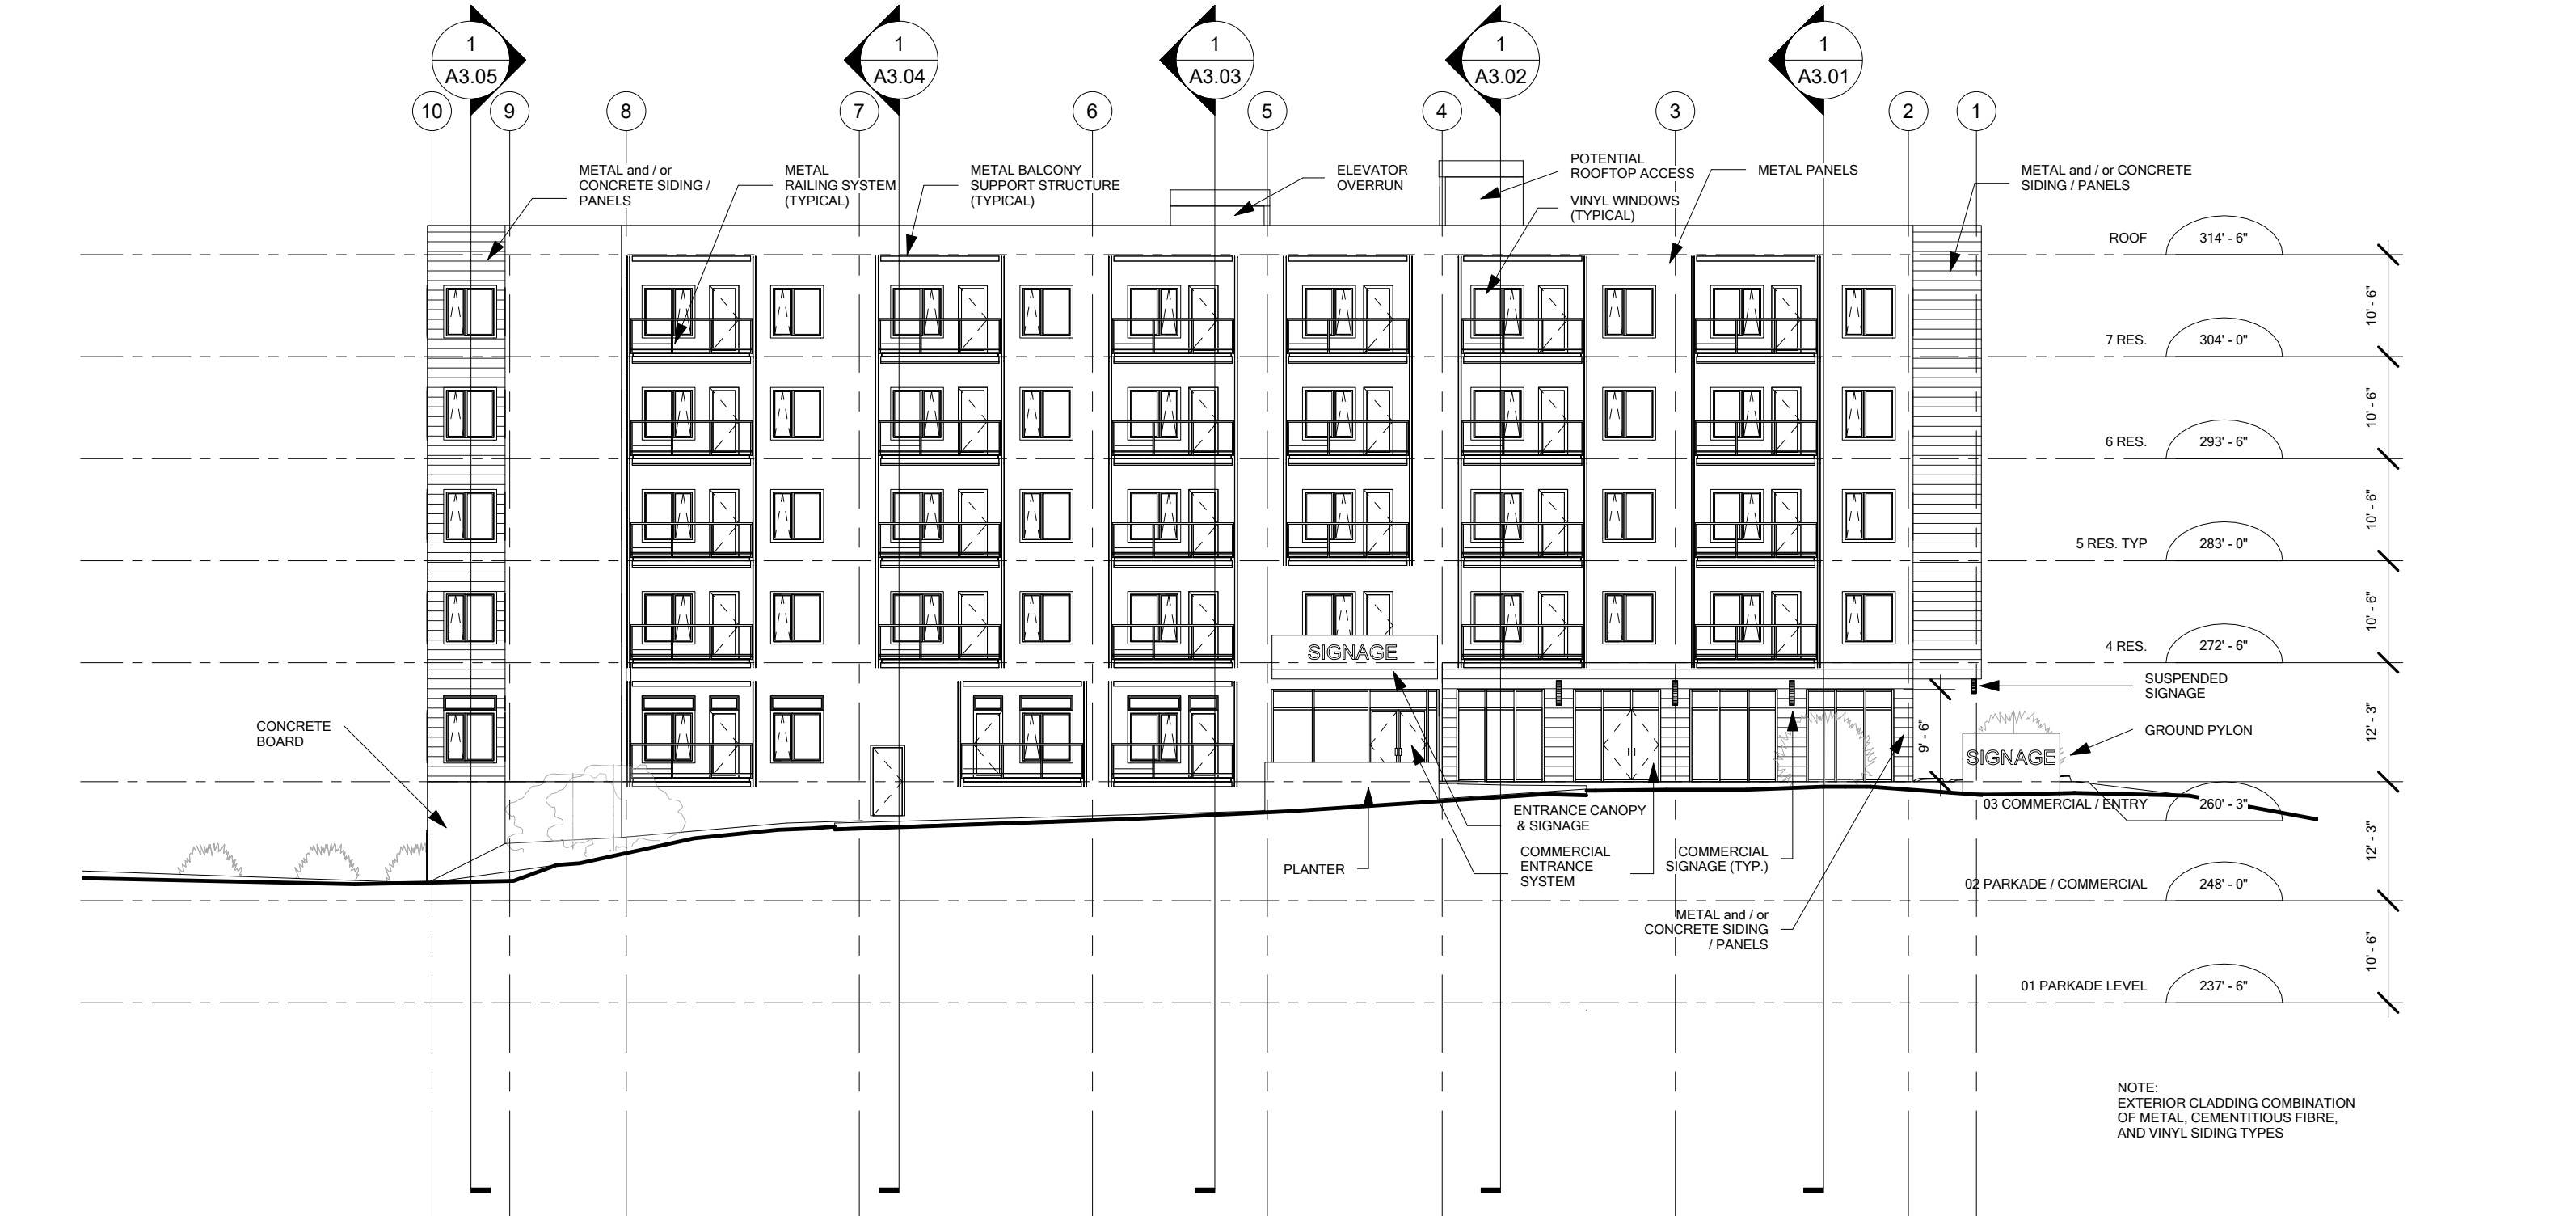 1
A3.05
1
A3.04
1
A3.03
1
A3.02
1
A3.01
10
9
8
7
6
5
4
3
2
1
METAL and / or
CONCRETE SIDING /
PANELS
METAL
RAILING SYSTEM
(TYPICAL)
METAL BALCONY
SUPPORT STRUCTURE
(TYPICAL)
ELEVATOR
OVERRUN
POTENTIAL
ROOFTOP ACCESS
VINYL WINDOWS
(TYPICAL)
METAL PANELS
METAL and / or CONCRETE
SIDING / PANELS
ROOF
314' - 6"
10' - 6"
7 RES.
304' - 0"
10' - 6"
6 RES.
293' - 6"
10' - 6"
5 RES. TYP
283' - 0"
10' - 6"
4 RES.
272' - 6"
SIGNAGE
SUSPENDED
SIGNAGE
CONCRETE
BOARD
9' - 6"
12' - 3"
GROUND PYLON
SIGNAGE
03 COMMERCIAL / ENTRY
260' - 3"
ENTRANCE CANOPY
& SIGNAGE
12' - 3"
PLANTER
COMMERCIAL
ENTRANCE
SYSTEM
COMMERCIAL
SIGNAGE (TYP.)
02 PARKADE / COMMERCIAL
248' - 0"
METAL and / or
CONCRETE SIDING
/ PANELS
10' - 6"
01 PARKADE LEVEL
237' - 6"
NOTE:
EXTERIOR CLADDING COMBINATION
OF METAL, CEMENTITIOUS FIBRE,
AND VINYL SIDING TYPES